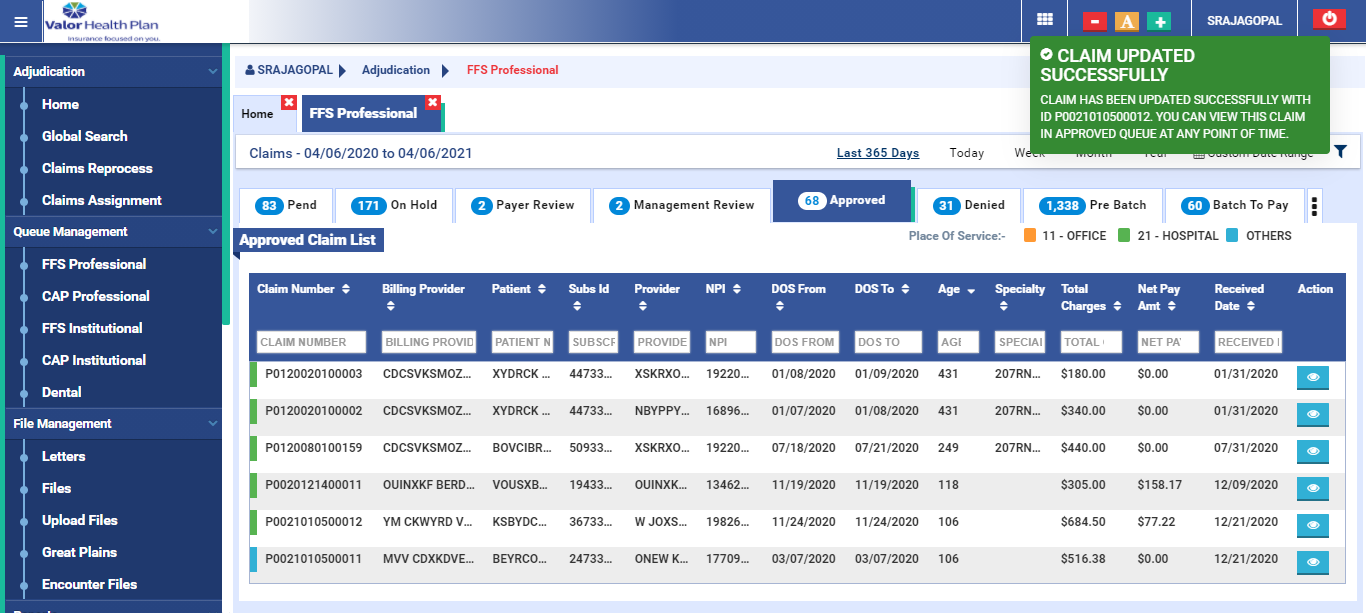 Valor Health Plan
Insurance focused on you.
A
SRAJAGOPAL
CLAIM UPDATED
SUCCESSFULLY
CLAIM HAS BEEN UPDATED SUCCESSFULLY WITH
ID P0021010500012. YOU CAN VIEW THIS CLAIM
IN APPROVED QUEUE AT ANY POINT OF TIME.
Adjudication
Home
Global Search
Claims Reprocess
Claims Assignment
Queue Management
FFS Professional
CAP Professional
FFS Institutional
CAP Institutional
Dental
File Management
Letters
Files
Upload Files
Great Plains
Encounter Files
SRAJAGOPAL Adjudication FFS Professional
Home FFS Professional
Claims - 04/06/2020 to 04/06/2021 Last 365 Days Today Week Month Year Custom Date Range
83 Pend 171 On Hold 2 Payer Review 2 Management Review 68 Approved 31 Denied 1,338 Pre Batch 60 Batch To Pay
Approved Claim List Place Of Service:- 11 - OFFICE 21 - HOSPITAL OTHERS
Claim Number Billing Provider Patient Subs Id Provider NPI DOS From DOS To Age Specialty Total Charges Net Pay Amt Received Date Action
CLAIM NUMBER BILLING PROVID PATIENT N SUBSCF PROVIDE NPI DOS FROM DOS TO AGE SPECIAL TOTAL NET PA RECEIVED
P0120020100003 CDCSVKSMOZ... XYDRCK ... 44733... XSKRXO... 19220... 01/08/2020 01/09/2020 431 207RN... $180.00 $0.00 01/31/2020
P0120020100002 CDCSVKSMOZ... XYDRCK ... 44733... NBYPPY... 16896... 01/07/2020 01/08/2020 431 207RN... $340.00 $0.00 01/31/2020
P0120080100159 CDCSVKSMOZ... BOVCIBR... 50933... XSKRXO... 19220... 07/18/2020 07/21/2020 249 207RN... $440.00 $0.00 07/31/2020
P0020121400011 OUINXKF BERD... VOUSXB... 19433... OUINXK... 13462... 11/19/2020 11/19/2020 118 $305.00 $158.17 12/09/2020
P0021010500012 YM CKWYRD V... KSBYDC... 36733... W JOXS... 19826... 11/24/2020 11/24/2020 106 $684.50 $77.22 12/21/2020
P0021010500011 MVV CDXKDVE... BEYRCO... 24733... ONEW K... 17709... 03/07/2020 03/07/2020 106 $516.38 $0.00 12/21/2020